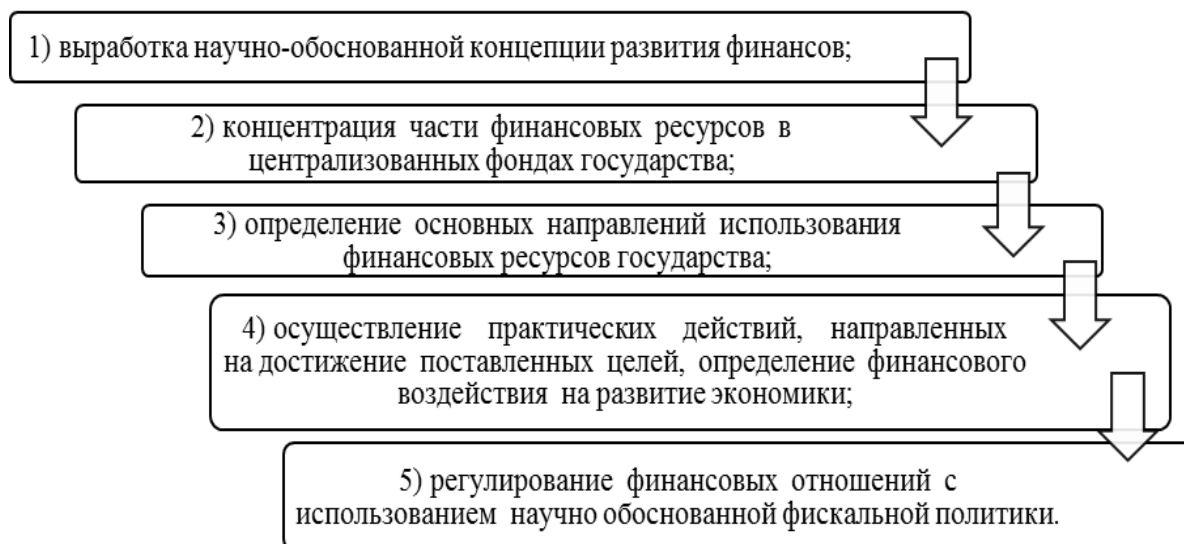 1) выработка научно-обоснованной концепции развития финансов;
2) концентрация части финансовых ресурсов в
централизованных фондах государства;
3) определение основных направлений использования
финансовых ресурсов государства;
4) осуществление практических действий, направленных
на достижение поставленных целей, определение финансового
воздействия на развитие экономики;
5) регулирование финансовых отношений с
использованием научно обоснованной фискальной политики.